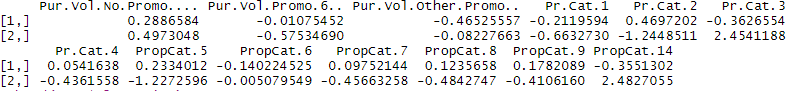 Pur.Vol.No.Promo.... Pur.Vol.Promo.6.. Pur.Vol.Other.Promo.. Pr.Cat.1 Pr.Cat.2 Pr.Cat.3
[1,] 0.2886584 -0.01075452 -0.46525557 -0.2119594 0.4697202 -0.3626554
[2,] 0.4973048 -0.57534690 -0.08227663 -0.6632730 -1.2448511 2.4541188
Pr.Cat.4 PropCat.5 PropCat.6 PropCat.7 PropCat.8 PropCat.9 PropCat.14
[1,] 0.0541638 0.2334012 -0.140224525 0.09752144 0.1235658 0.1782089 -0.3551302
[2,] -0.4361558 -1.2272596 -0.005079549 -0.45663258 -0.4842747 -0.4106160 2.4827055